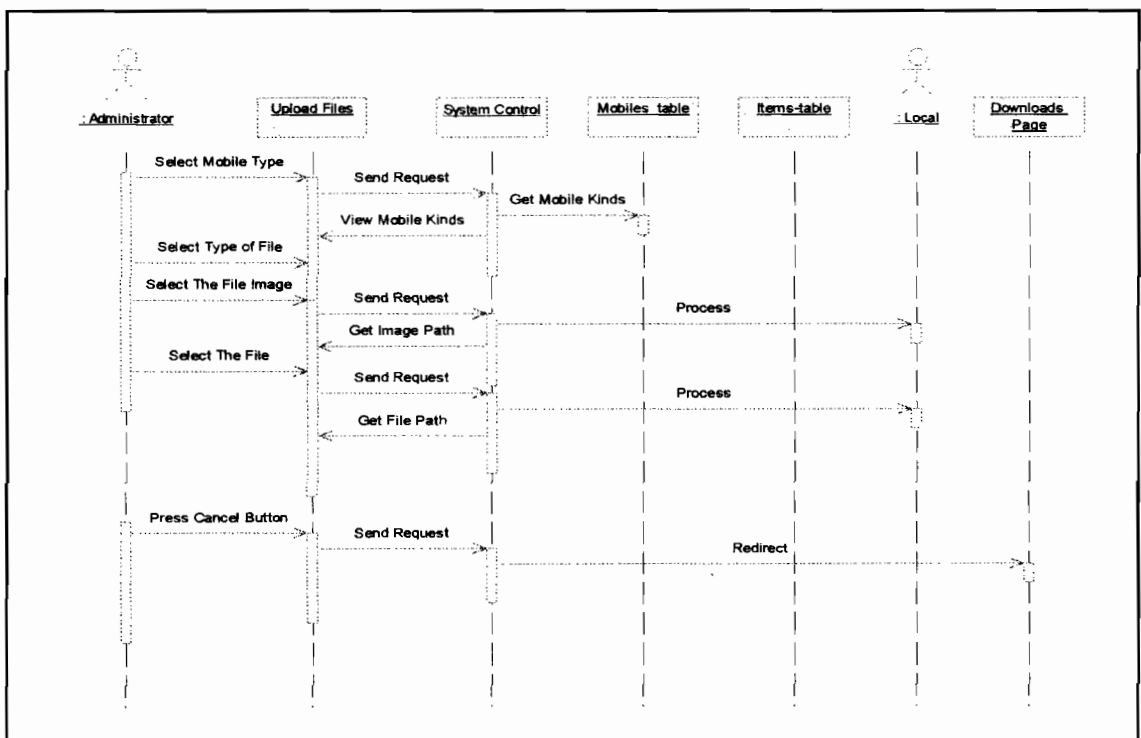 : Administrator
Upload Files
System Control
Mobiles_table
Items-table
: Local
Downloads
Page
Select Mobile Type
Send Request
Get Mobile Kinds
View Mobile Kinds
Select Type of File
Select The File Image
Send Request
Process
Get Image Path
Select The File
Send Request
Process
Get File Path
Press Cancel Button
Send Request
Redirect